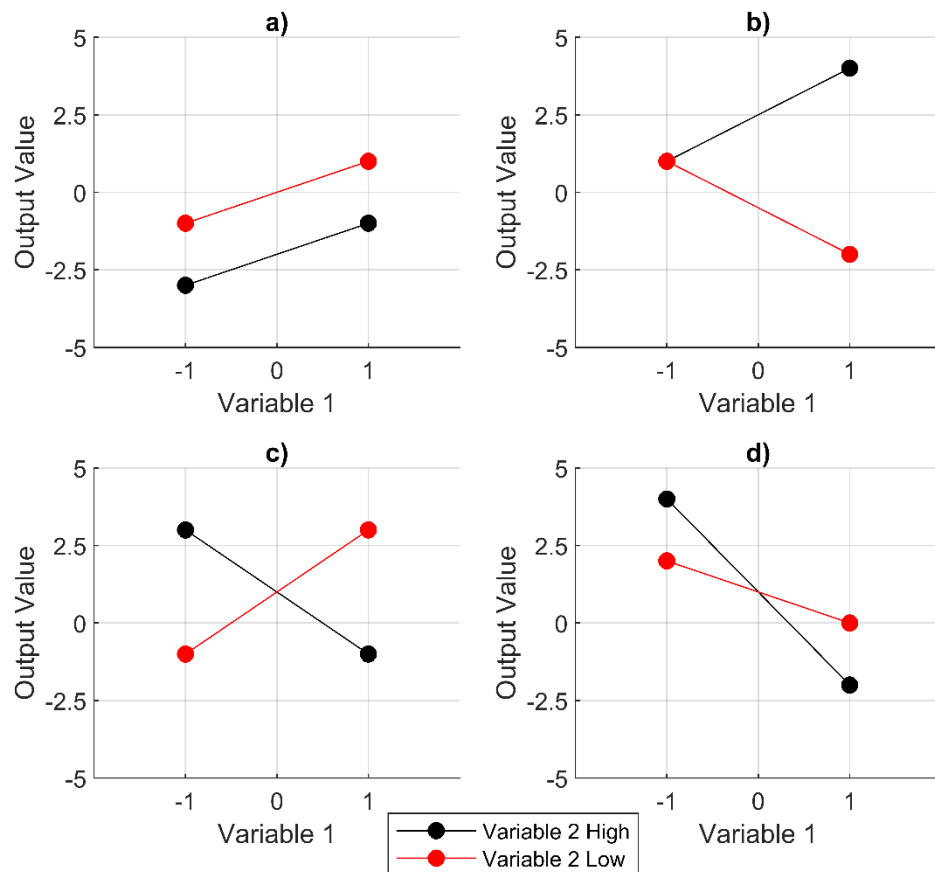 a)
5
2.5
0
-2.5
-5
Output Value
-1 0 1
Variable 1
b)
5
2.5
0
-2.5
-5
Output Value
-1 0 1
Variable 1
c)
5
2.5
0
-2.5
-5
Output Value
-1 0 1
Variable 1
d)
5
2.5
0
-2.5
-5
Output Value
-1 0 1
Variable 1
Variable 2 High
Variable 2 Low